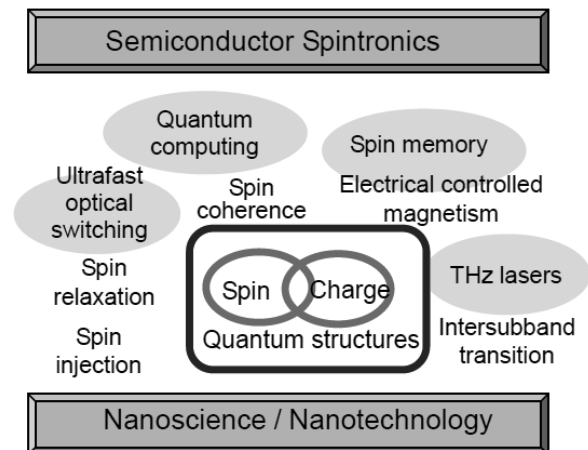 Semiconductor Spintronics
Quantum
computing
Spin memory
Ultrafast
optical
switching
Spin
coherence
Electrical controlled
magnetism
Spin
relaxation
Spin
Charge
THz lasers
Spin
injection
Quantum structures
Intersubband
transition
Nanoscience / Nanotechnology